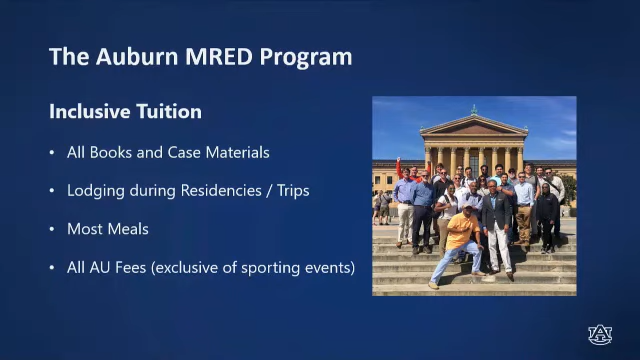 The Auburn MRED Program
Inclusive Tuition
• All Books and Case Materials
• Lodging during Residencies / Trips
• Most Meals
• All AU Fees (exclusive of sporting events)